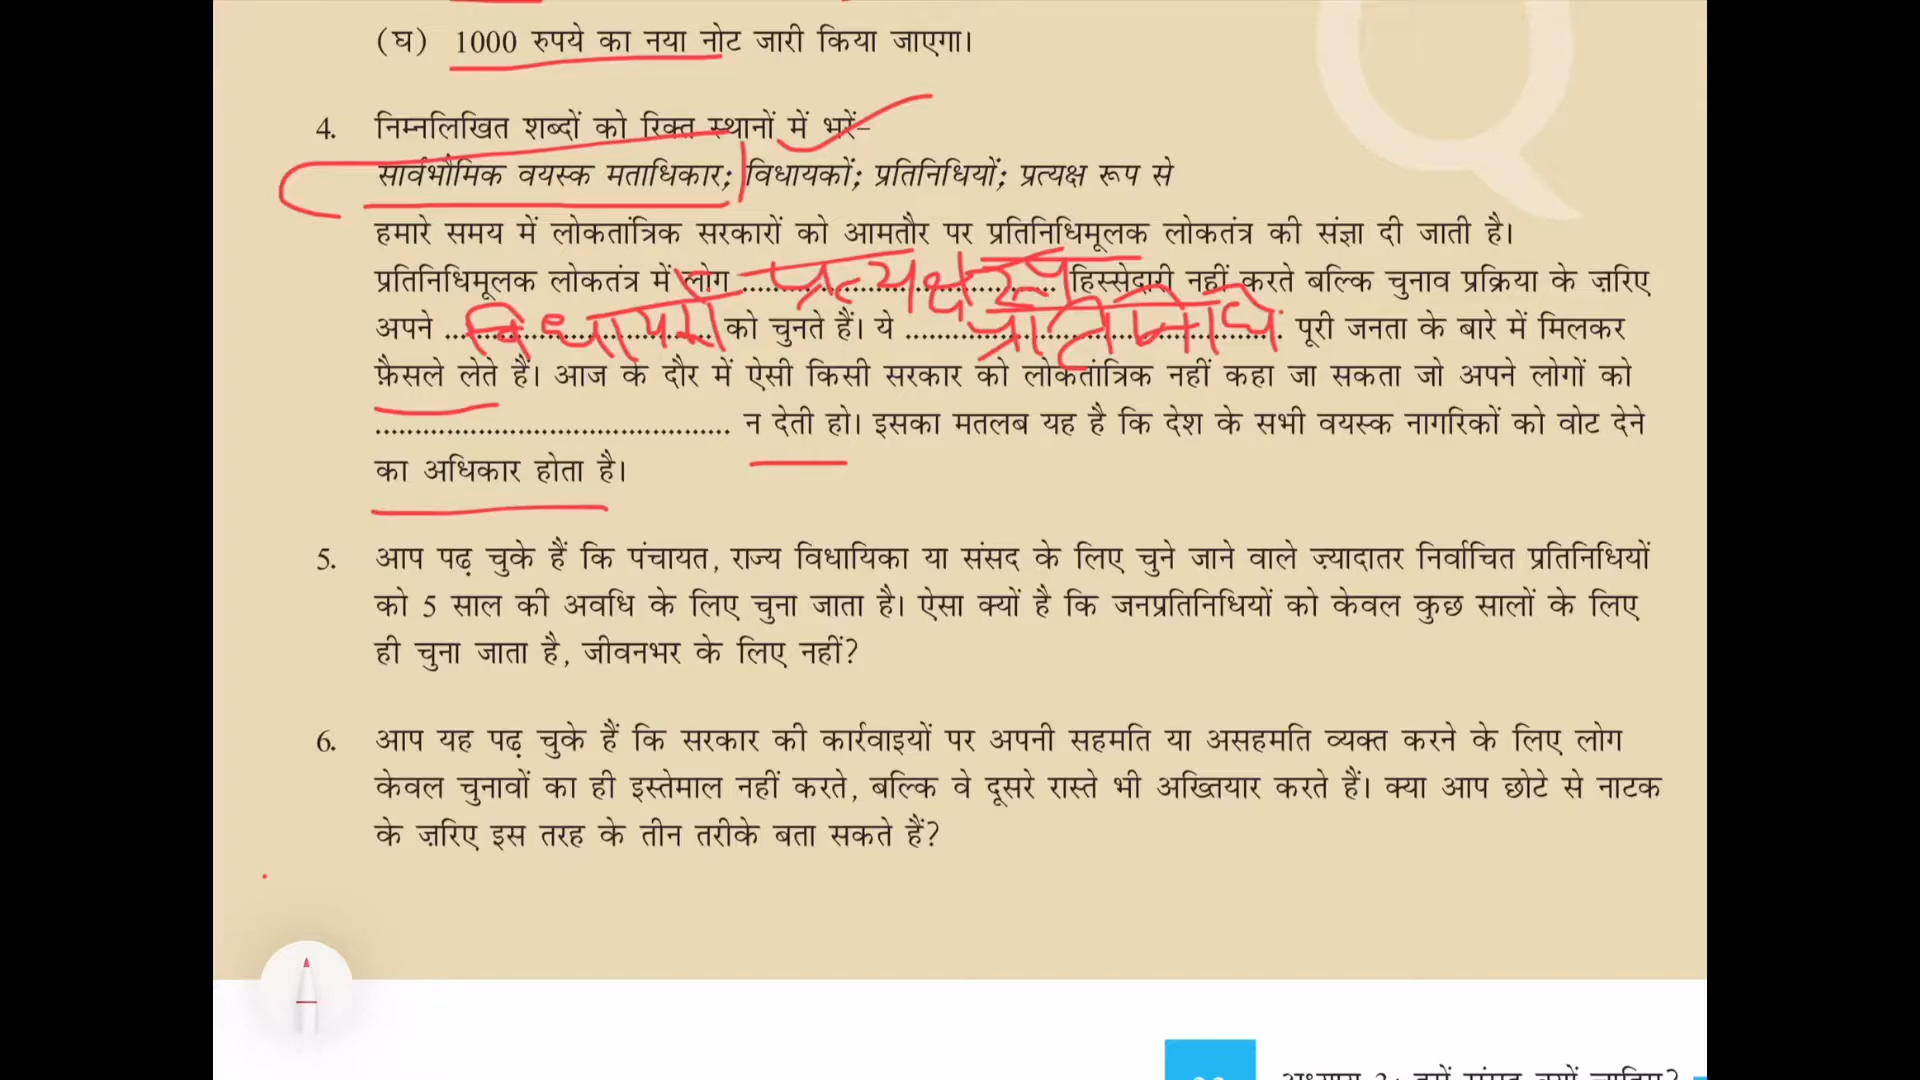 (घ) 1000 रुपये का नया नोट जारी किया जाएगा।
4. निम्नलिखित शब्दों को रिक्त स्थानों में भरें-
सार्वभौमिक वयस्क मताधिकार; विधायकों; प्रतिनिधियों; प्रत्यक्ष रूप से
हमारे समय में लोकतांत्रिक सरकारों को आमतौर पर प्रतिनिधिमूलक लोकतंत्र की संज्ञा दी जाती है।
प्रतिनिधिमूलक लोकतंत्र में लोग ........ प्रत्यक्ष रूप ........ हिस्सेदारी नहीं करते बल्कि चुनाव प्रक्रिया के ज़रिए
अपने ........ को चुनते हैं। ये ........ प्रतिनिधि ........ पूरी जनता के बारे में मिलकर
फ़ैसले लेते हैं। आज के दौर में ऐसी किसी सरकार को लोकतांत्रिक नहीं कहा जा सकता जो अपने लोगों को
............................................. न देती हो। इसका मतलब यह है कि देश के सभी वयस्क नागरिकों को वोट देने
का अधिकार होता है।
5. आप पढ़ चुके हैं कि पंचायत, राज्य विधायिका या संसद के लिए चुने जाने वाले ज़्यादातर निर्वाचित प्रतिनिधियों
को 5 साल की अवधि के लिए चुना जाता है। ऐसा क्यों है कि जनप्रतिनिधियों को केवल कुछ सालों के लिए
ही चुना जाता है, जीवनभर के लिए नहीं?
6. आप यह पढ़ चुके हैं कि सरकार की कार्रवाइयों पर अपनी सहमति या असहमति व्यक्त करने के लिए लोग
केवल चुनावों का ही इस्तेमाल नहीं करते, बल्कि वे दूसरे रास्ते भी अख्तियार करते हैं। क्या आप छोटे से नाटक
के ज़रिए इस तरह के तीन तरीके बता सकते हैं?